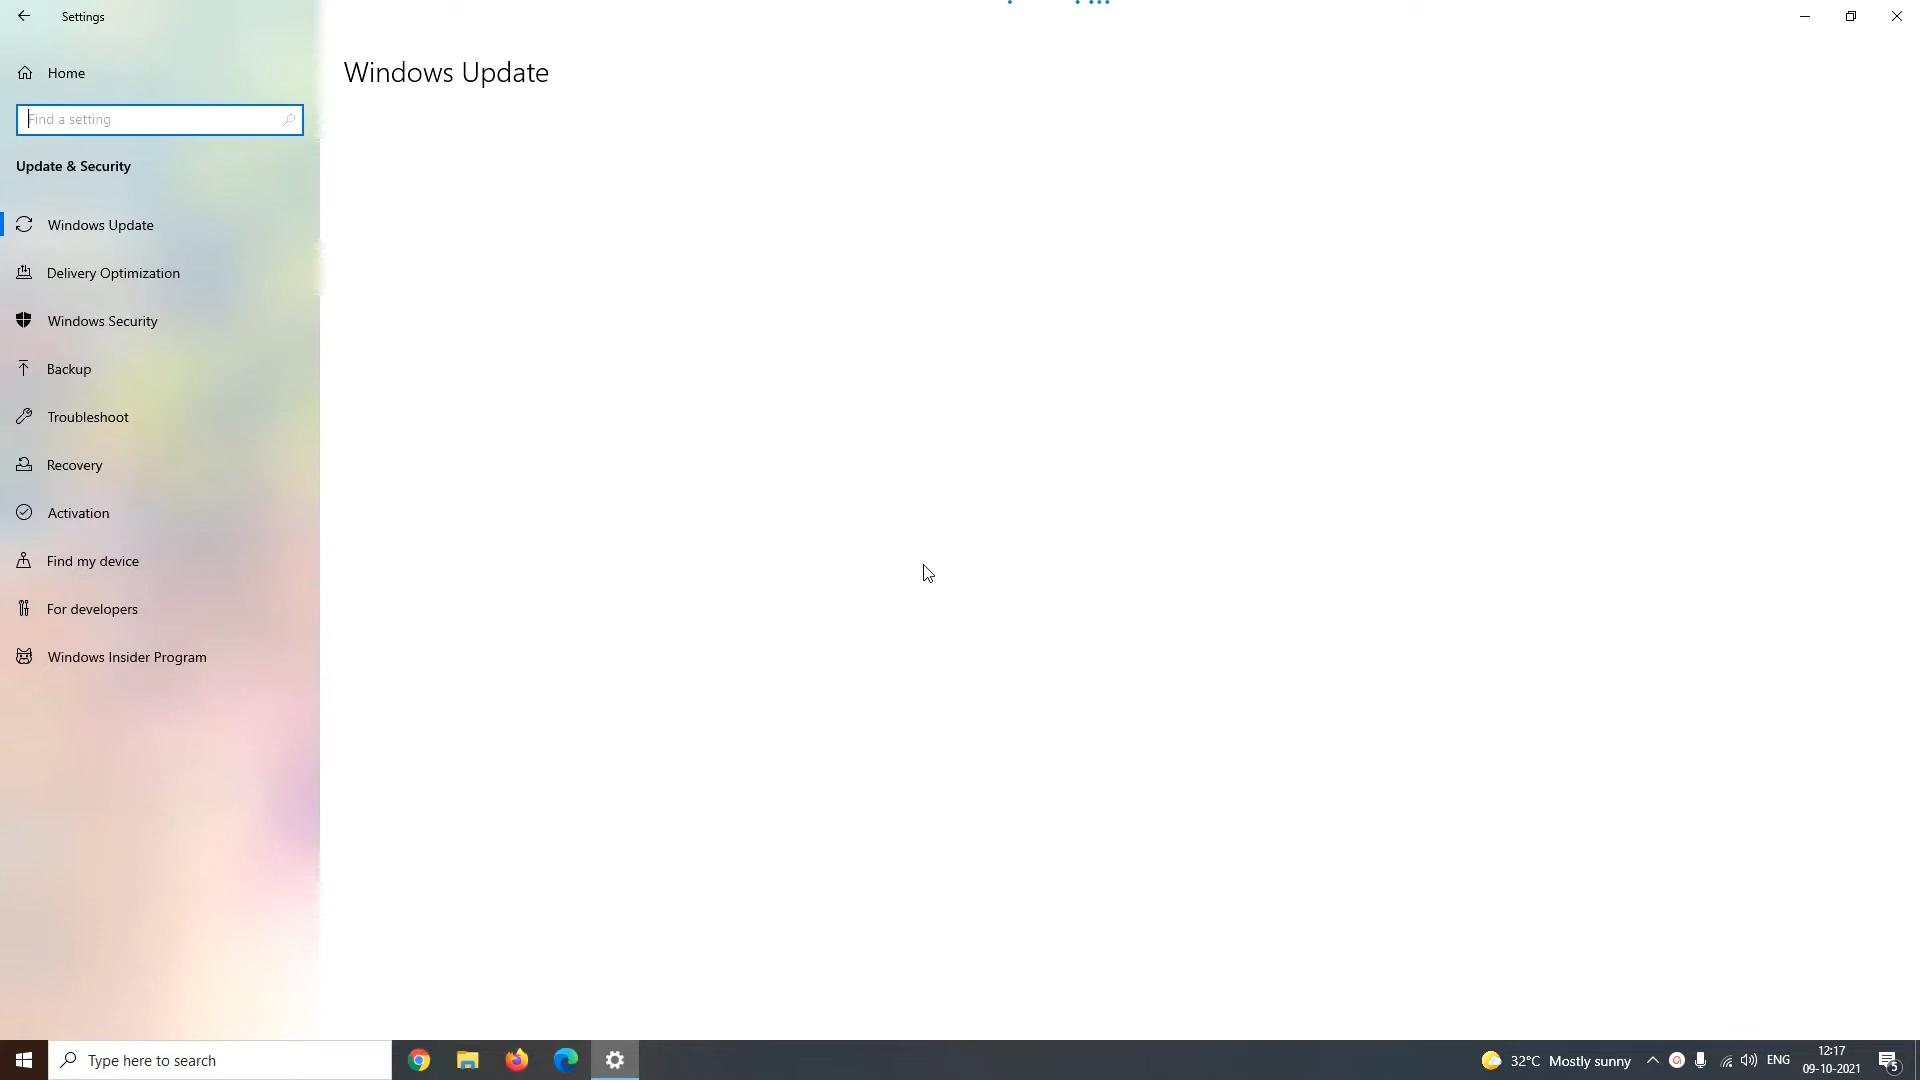 Settings
Home
Find a setting
Update & Security
Windows Update
Delivery Optimization
Windows Security
Backup
Troubleshoot
Recovery
Activation
Find my device
For developers
Windows Insider Program
Windows Update
Type here to search
32°C Mostly sunny
ENG
12:17
09-10-2021
5